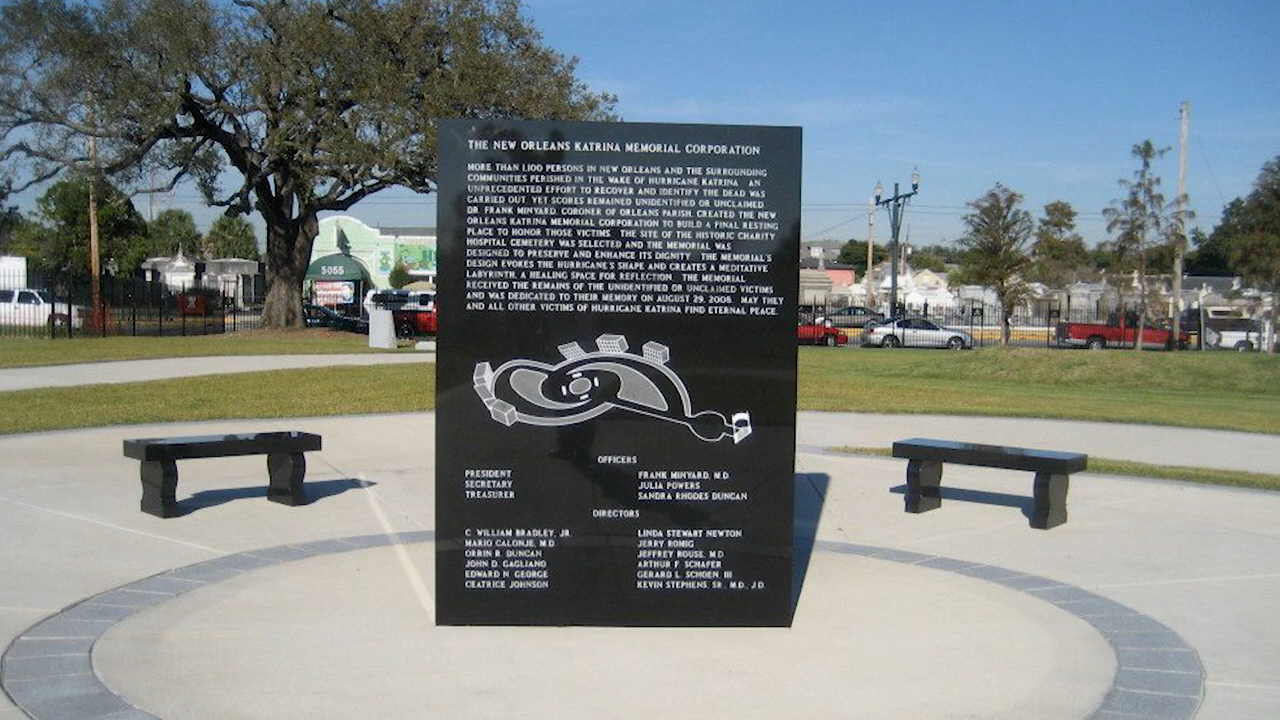 THE NEW ORLEANS KATRINA MEMORIAL CORPORATION
MORE THAN 1,100 PERSONS IN NEW ORLEANS AND THE SURROUNDING
COMMUNITIES PERISHED IN THE WAKE OF HURRICANE KATRINA. AN
UNPRECEDENTED EFFORT TO RECOVER AND IDENTIFY THE DEAD WAS
CARRIED OUT, YET SCORES REMAINED UNIDENTIFIED OR UNCLAIMED.
DR. FRANK MINYARD, CORONER OF ORLEANS PARISH, CREATED THE NEW
ORLEANS KATRINA MEMORIAL CORPORATION TO BUILD A FINAL RESTING
PLACE TO HONOR THOSE VICTIMS. THE SITE OF THE HISTORIC CHARITY
HOSPITAL CEMETERY WAS SELECTED AND THE MEMORIAL WAS
DESIGNED TO PRESERVE AND ENHANCE ITS DIGNITY. THE MEMORIAL'S
DESIGN EVOKES THE HURRICANE'S SHAPE AND CREATES A MEDITATIVE
LABYRINTH, A HEALING SPACE FOR REFLECTION. THE MEMORIAL
RECEIVED THE REMAINS OF THE UNIDENTIFIED OR UNCLAIMED VICTIMS
AND WAS DEDICATED TO THEIR MEMORY ON AUGUST 29, 2008. MAY THEY
AND ALL OTHER VICTIMS OF HURRICANE KATRINA FIND ETERNAL PEACE.
5055
OFFICERS
PRESIDENT FRANK MINYARD, M.D.
SECRETARY JULIA POWERS
TREASURER SANDRA RHODES DUNCAN
DIRECTORS
C. WILLIAM BRADLEY, JR. LINDA STEWART NEWTON
MARIO CALONJE, M.D. JERRY ROMIG
ORRIN R. DUNCAN JEFFREY ROUSE, M.D.
JOHN D. GAGLIANO ARTHUR F. SCHAFER
EDWARD N. GEORGE GERARD L. SCHOEN, III
CEATRICE JOHNSON KEVIN STEPHENS, SR., M.D., J.D.